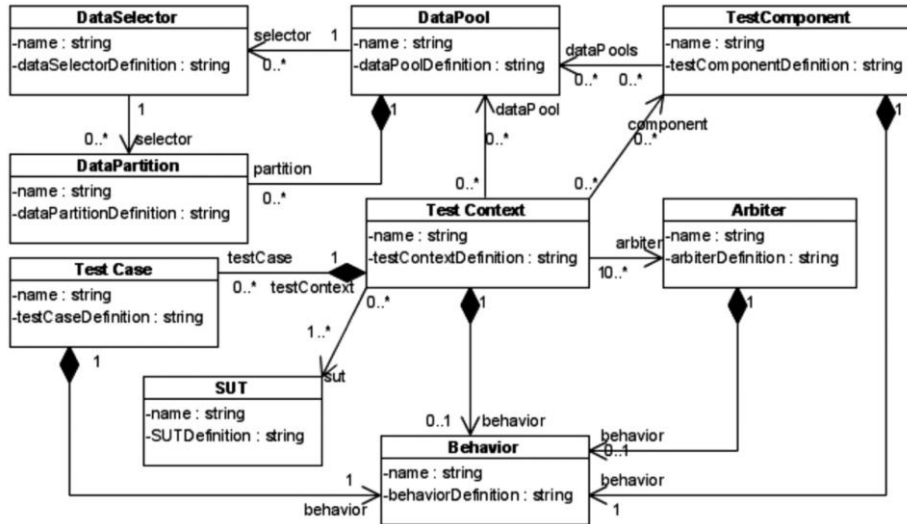 DataSelector
-name : string
-dataSelectorDefinition : string
selector
1
0..*
DataPool
-name : string
-dataPoolDefinition : string
dataPools
0..*
0..*
TestComponent
-name : string
-testComponentDefinition : string
1
0..*
selector
1
dataPool
component
0..*
1
DataPartition
-name : string
-dataPartitionDefinition : string
partition
0..*
0..*
0..*
Test Context
-name : string
-testContextDefinition : string
arbiter
10..*
Arbiter
-name : string
-arbiterDefinition : string
Test Case
-name : string
-testCaseDefinition : string
testCase
1
0..*
testContext
0..*
1
1
1
1..*
sut
SUT
-name : string
-SUTDefinition : string
0..1
behavior
behavior
0..1
Behavior
-name : string
-behaviorDefinition : string
behavior
1
1
behavior